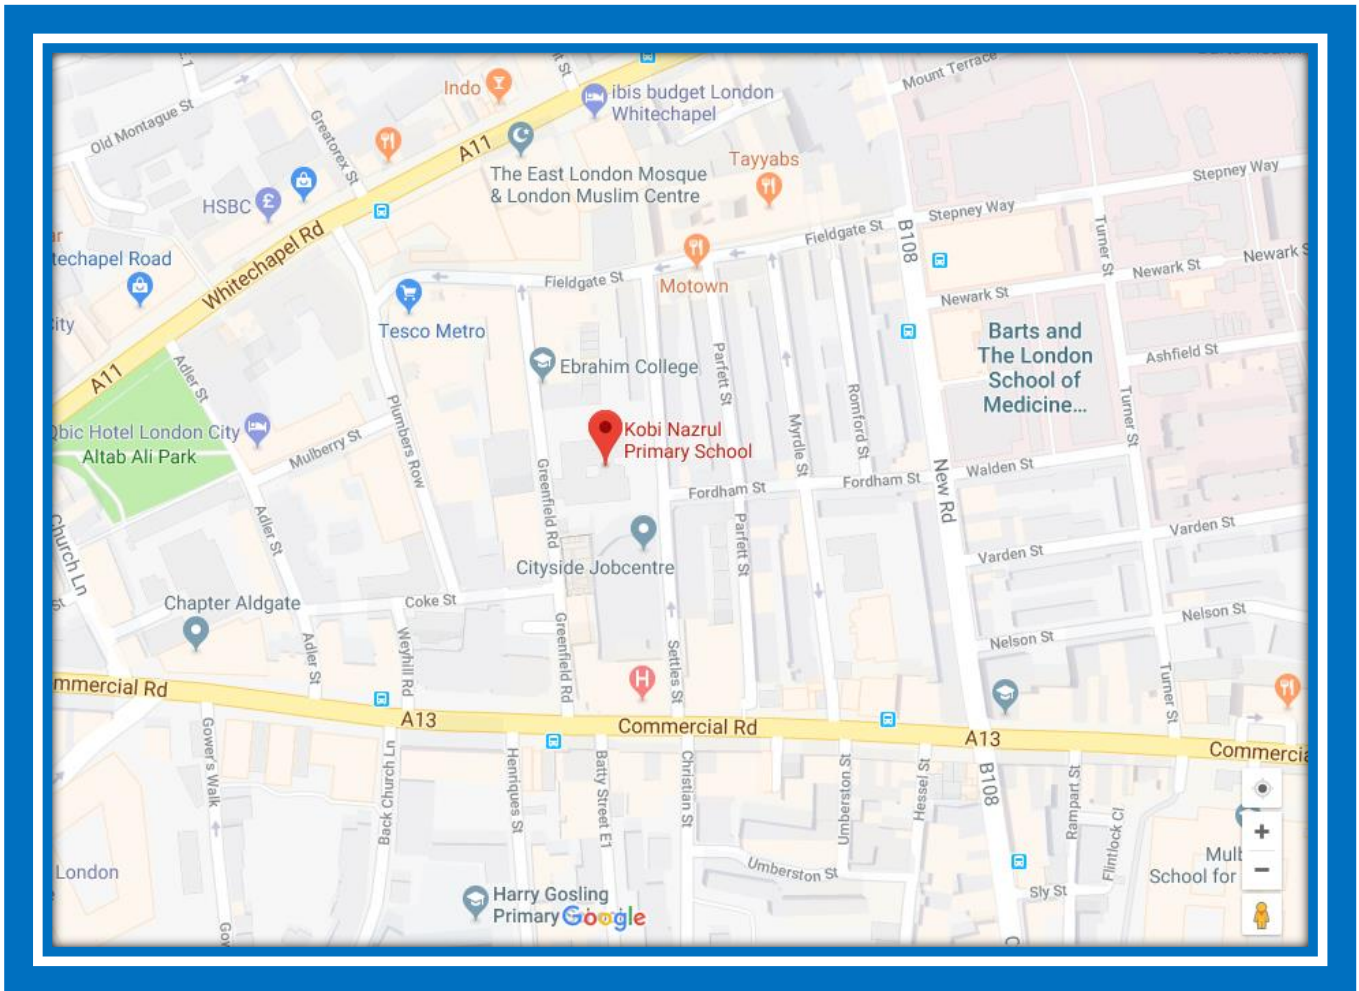 Indo
ibis budget London
Whitechapel
Mount Terrace
Old Montague St
Greatorex St
A11
The East London Mosque
& London Muslim Centre
Tayyabs
Stepney Way
HSBC
£
Stepney Way
Fieldgate St
B108
Turner St
Whitechapel Rd
techapel Road
Fieldgate St
Motown
Newark St
Newark S
Newark St
Tesco Metro
ity
Barts and
The London
School of
Medicine...
Ashfield St
A11
Adler St
Ebrahim College
Parfett St
Romford St
Turner St
Plumbers Row
Qbic Hotel London City
Altab Ali Park
Mulberry St
Kobi Nazrul
Primary School
Myrdle St
Greenfield Rd
Fordham St
Fordham St
New Rd
Walden St
Adler St
Church Ln
Parfett St
Varden St
Varden St
Cityside Jobcentre
Chapter Aldgate
Coke St
St
Nelson St
Nelson St
Adler St
Weyhill Rd
Greenfield Rd
Settles St
H
Turner St
mmercial Rd
A13
Commercial Rd
A13
Commercia
Gower's Walk
Back Church Ln
Henriques St
Batty Street E1
Christian St
Umberston St
Hessel St
B108
Rampart St
Flintlock Cl
Umberston St
London
Sly St
School for
Harry Gosling
Primary
Google
+
−